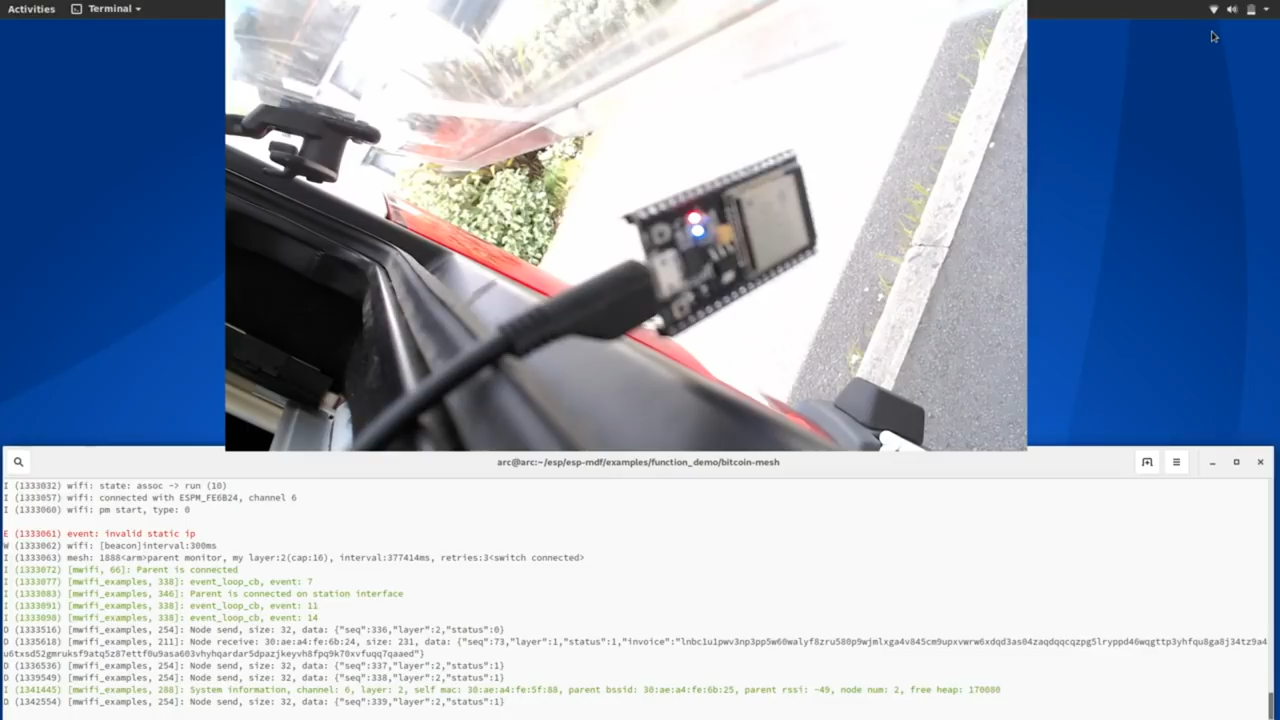 Activities
Terminal
arc@arc:~/esp/esp-mdf/examples/function_demo/bitcoin-mesh
I (1333032) wifi: state: assoc -> run (10)
I (1333057) wifi: connected with ESPM_FE6B24, channel 6
I (1333060) wifi: pm start, type: 0
E (1333061) event: invalid static ip
W (1333062) wifi: [beacon]interval:300ms
I (1333063) mesh: 1888<arm>parent monitor, my layer:2(cap:16), interval:377414ms, retries:3<switch connected>
I (1333072) [mwifi, 66]: Parent is connected
I (1333077) [mwifi_examples, 338]: event_loop_cb, event: 7
I (1333083) [mwifi_examples, 346]: Parent is connected on station interface
I (1333091) [mwifi_examples, 338]: event_loop_cb, event: 11
I (1333098) [mwifi_examples, 338]: event_loop_cb, event: 14
D (1333516) [mwifi_examples, 254]: Node send, size: 32, data: {"seq":336,"layer":2,"status":0}
D (1335618) [mwifi_examples, 211]: Node receive: 30:ae:a4:fe:6b:24, size: 231, data: {"seq":73,"layer":1,"status":1,"invoice":"lnbc1u1pwv3np3pp5w60walyf8zru580p9wjmlxga4v845cm9upxvwrw6xdqd3as04zaqdqqcqzpg5lryppd46wqgttp3yhfqu8ga8j34tz9a4
u6txsd52gmruksf9atq5z87ettf0u9asa603vhyhqardar5dpazjkeyvh8fpq9k70xvfuqq7qaaed"}
D (1336536) [mwifi_examples, 254]: Node send, size: 32, data: {"seq":337,"layer":2,"status":1}
D (1339549) [mwifi_examples, 254]: Node send, size: 32, data: {"seq":338,"layer":2,"status":1}
I (1341445) [mwifi_examples, 288]: System information, channel: 6, layer: 2, self mac: 30:ae:a4:fe:5f:88, parent bssid: 30:ae:a4:fe:6b:25, parent rssi: -49, node num: 2, free heap: 170080
D (1342554) [mwifi_examples, 254]: Node send, size: 32, data: {"seq":339,"layer":2,"status":1}